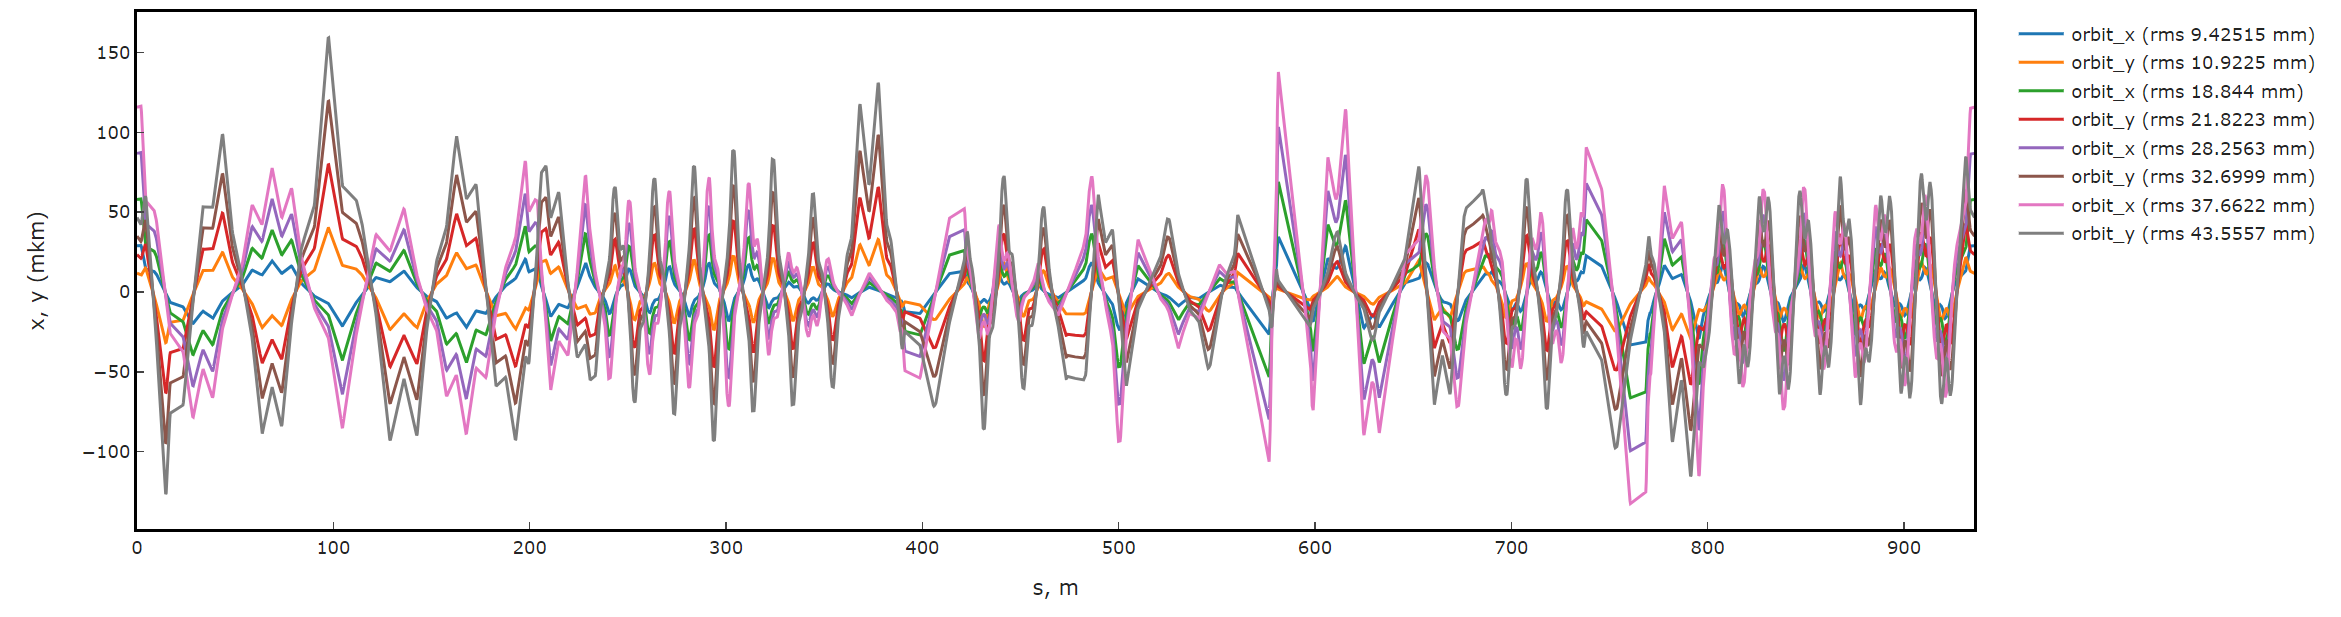 150
100
50
0
−50
−100
x, y (mkm)
0 100 200 300 400 500 600 700 800 900
s, m
orbit_x (rms 9.42515 mm)
orbit_y (rms 10.9225 mm)
orbit_x (rms 18.844 mm)
orbit_y (rms 21.8223 mm)
orbit_x (rms 28.2563 mm)
orbit_y (rms 32.6999 mm)
orbit_x (rms 37.6622 mm)
orbit_y (rms 43.5557 mm)